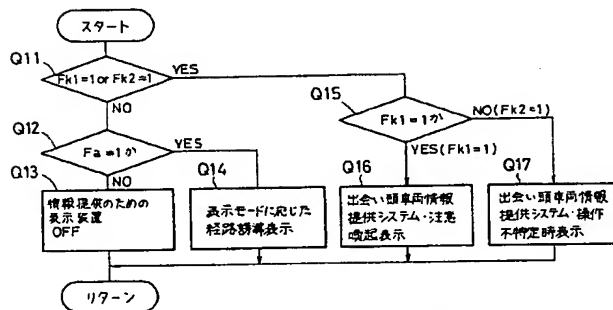 スタート
Q11
Fk1=1 or Fk2=1
YES
NO
Q15
Fk1=1か
NO(Fk2=1)
YES(Fk1=1)
Q12
Fa=1か
YES
NO
Q13
情報提供のための
表示装置
OFF
Q14
表示モードに応じた
経路誘導表示
Q16
出会い頭車両情報
提供システム・注意
喚起表示
Q17
出会い頭車両情報
提供システム・操作
不特定時表示
リターン